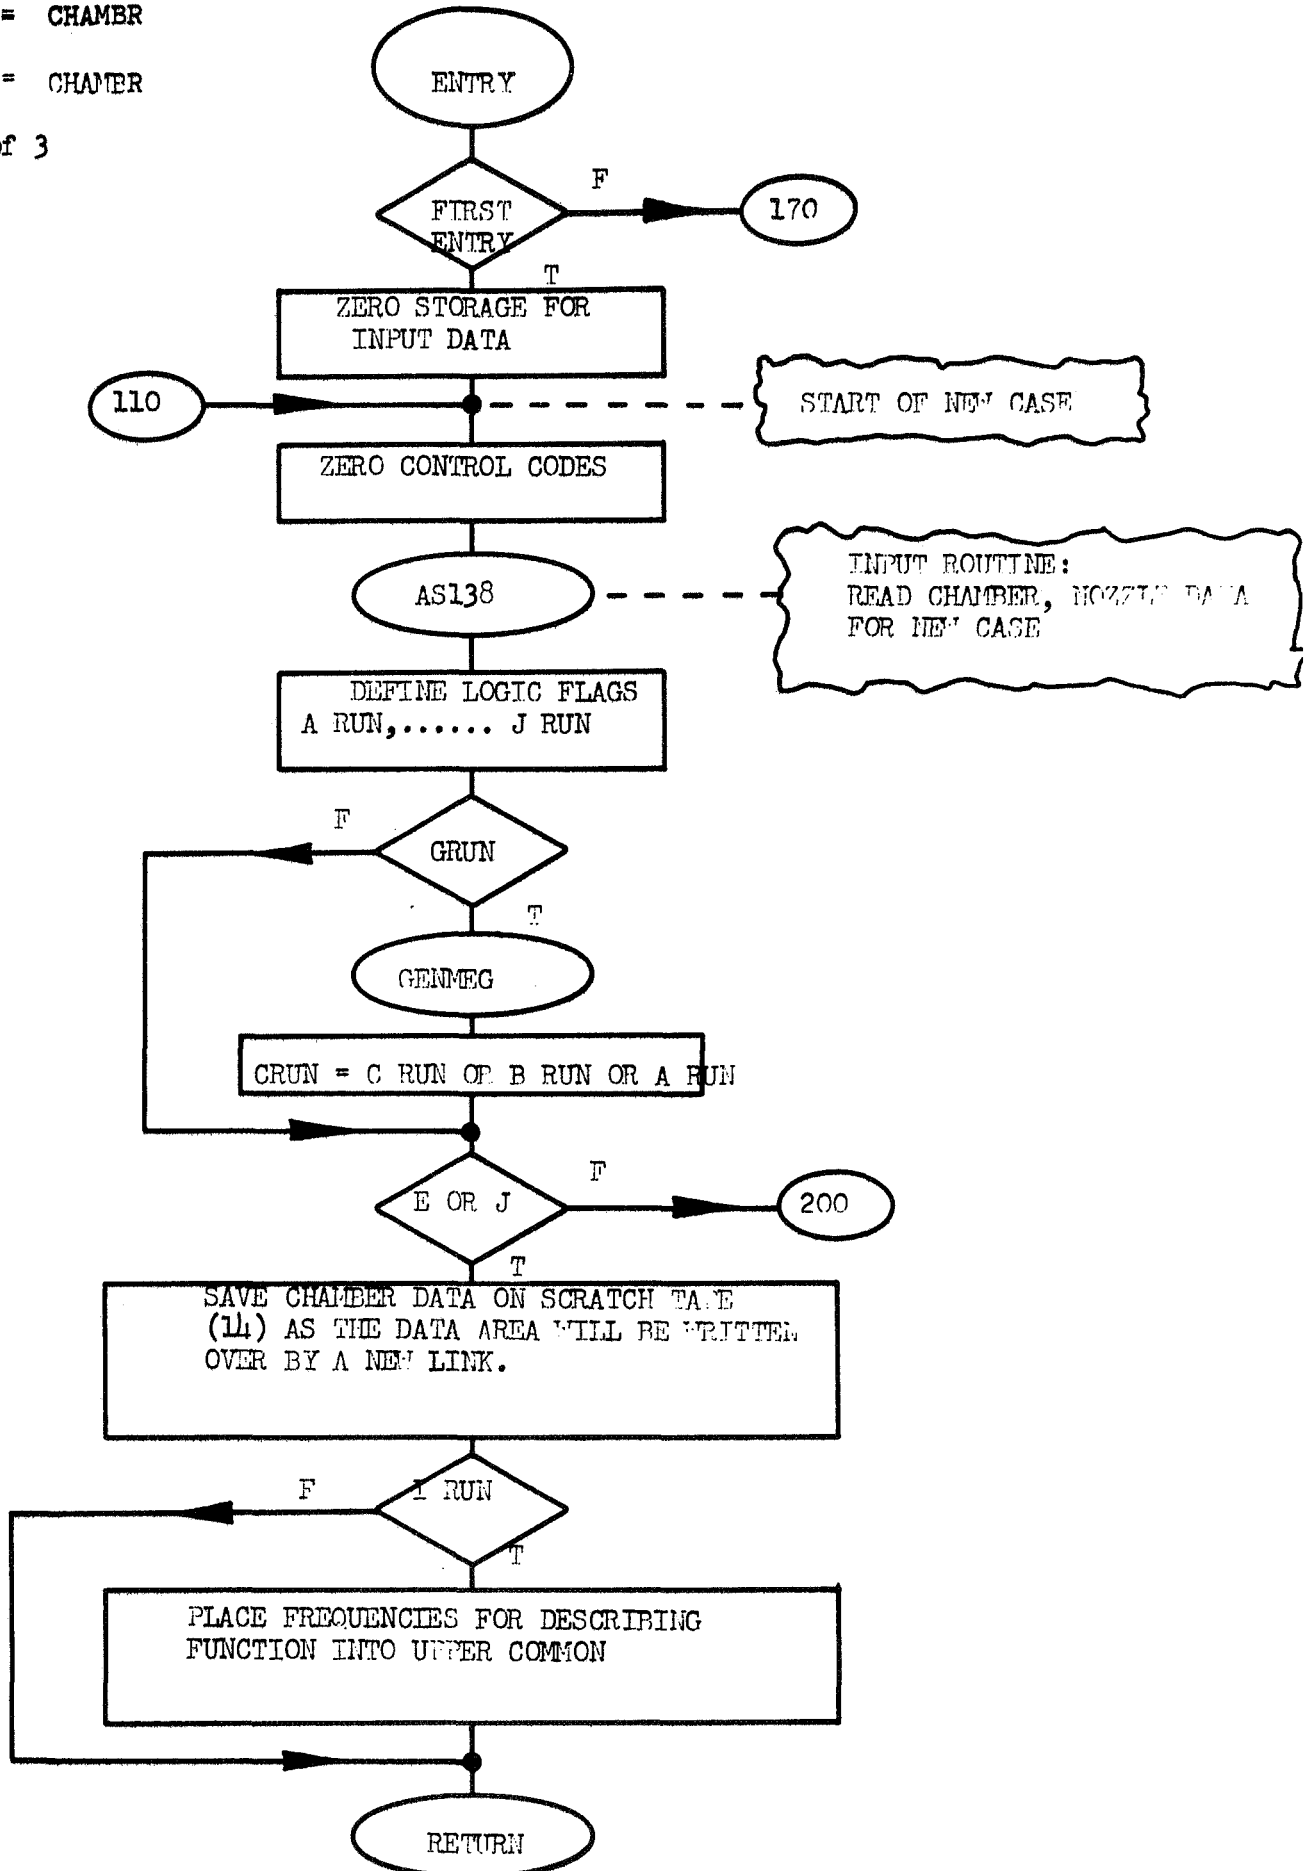 = CHAMBR
= CHAMBER
of 3
ENTRY
FIRST
ENTRY
F
170
T
ZERO STORAGE FOR
INPUT DATA
110
START OF NEW CASE
ZERO CONTROL CODES
AS138
INPUT ROUTINE:
READ CHAMBER, NOZZLE DATA
FOR NEW CASE
DEFINE LOGIC FLAGS
A RUN,...... J RUN
F
GRUN
T
GENMEG
CRUN = C RUN OR B RUN OR A RUN
E OR J
F
200
T
SAVE CHAMBER DATA ON SCRATCH TAPE
(14) AS THE DATA AREA WILL BE WRITTEN
OVER BY A NEW LINK.
F
I RUN
T
PLACE FREQUENCIES FOR DESCRIBING
FUNCTION INTO UPPER COMMON
RETURN